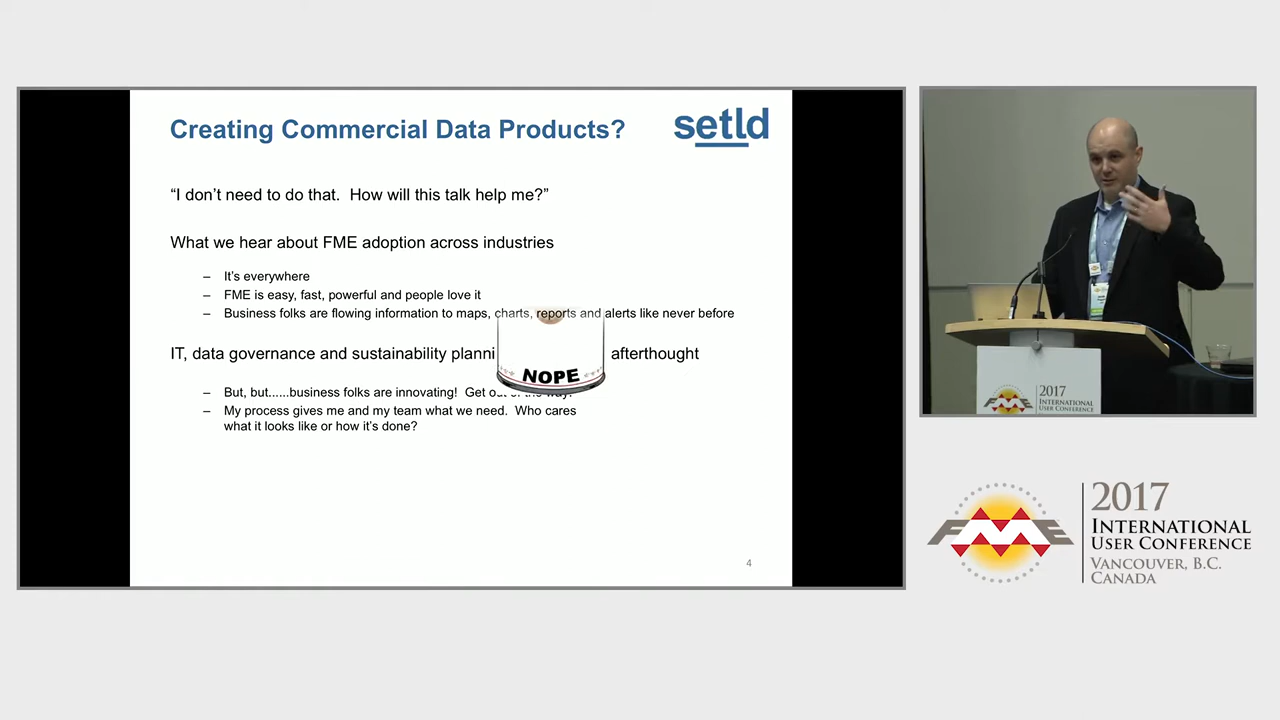 Creating Commercial Data Products?
setld
“I don’t need to do that. How will this talk help me?”
What we hear about FME adoption across industries
– It’s everywhere
– FME is easy, fast, powerful and people love it
– Business folks are flowing information to maps, charts, reports and alerts like never before
IT, data governance and sustainability planni afterthought
NOPE
– But, but......business folks are innovating! Get out of the way!
– My process gives me and my team what we need. Who cares
what it looks like or how it’s done?
4
2017
INTERNATIONAL
USER CONFERENCE
FME
2017
INTERNATIONAL
USER CONFERENCE
VANCOUVER, B.C.
CANADA